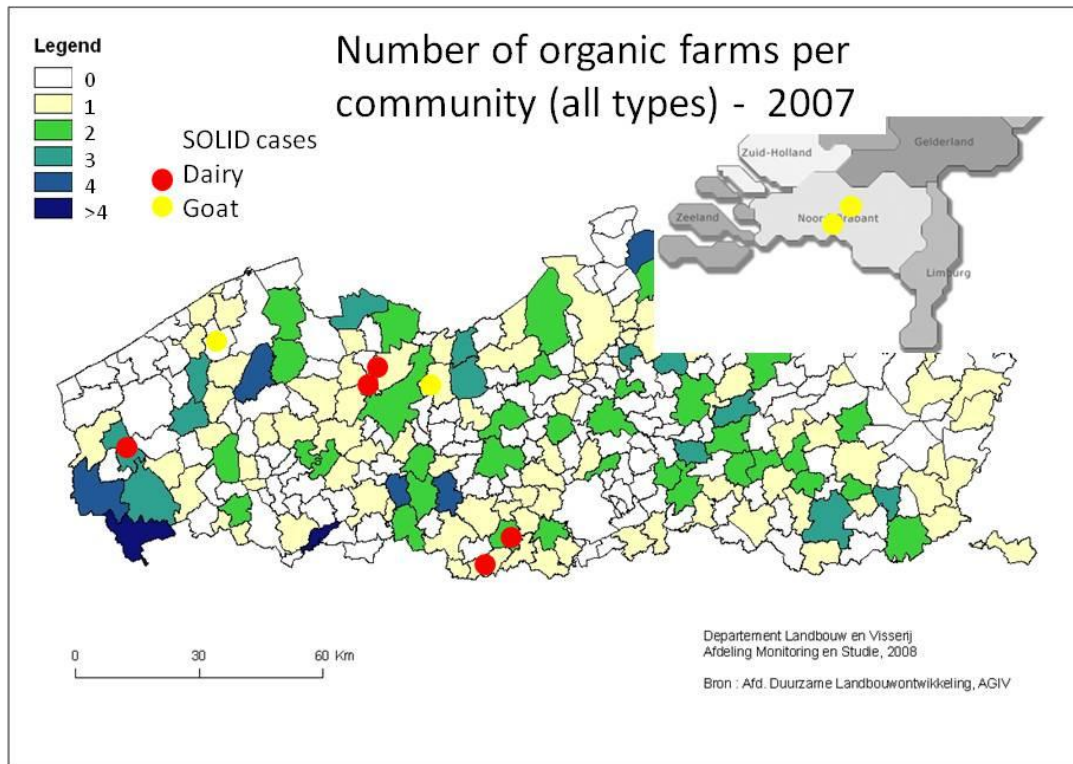 Legend
0
1
2
3
4
>4
Number of organic farms per
community (all types) - 2007
SOLID cases
Dairy
Goat
Zuid-Holland
Gelderland
Zeeland
Limburg
0 30 60 Km
Departement Landbouw en Visserij
Afdeling Monitoring en Studie, 2008
Bron : Afd. Duurzame Landbouwontwikkeling, AGIV